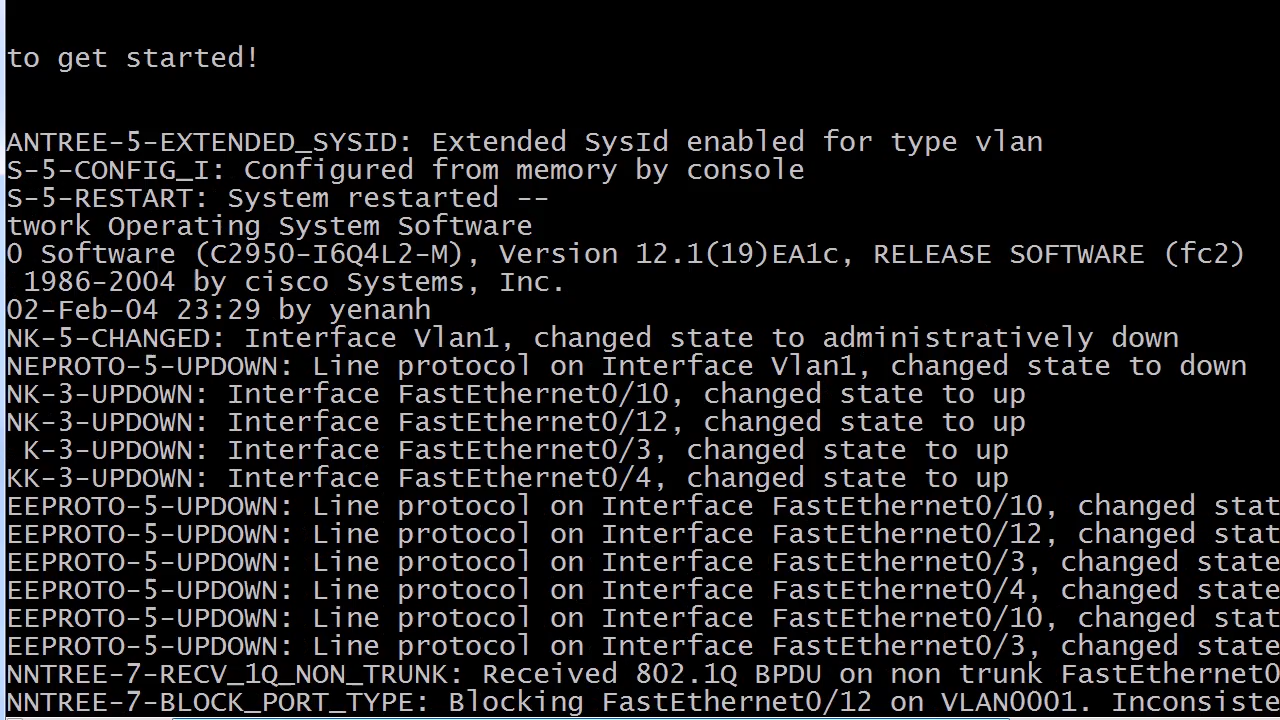 to get started!
ANTREE-5-EXTENDED_SYSID: Extended SysId enabled for type vlan
S-5-CONFIG_I: Configured from memory by console
S-5-RESTART: System restarted --
twork Operating System Software
0 Software (C2950-I6Q4L2-M), Version 12.1(19)EA1c, RELEASE SOFTWARE (fc2)
1986-2004 by cisco Systems, Inc.
02-Feb-04 23:29 by yenanh
NK-5-CHANGED: Interface Vlan1, changed state to administratively down
NEPROTO-5-UPDOWN: Line protocol on Interface Vlan1, changed state to down
NK-3-UPDOWN: Interface FastEthernet0/10, changed state to up
NK-3-UPDOWN: Interface FastEthernet0/12, changed state to up
K-3-UPDOWN: Interface FastEthernet0/3, changed state to up
KK-3-UPDOWN: Interface FastEthernet0/4, changed state to up
EEPROTO-5-UPDOWN: Line protocol on Interface FastEthernet0/10, changed stat
EEPROTO-5-UPDOWN: Line protocol on Interface FastEthernet0/12, changed stat
EEPROTO-5-UPDOWN: Line protocol on Interface FastEthernet0/3, changed state
EEPROTO-5-UPDOWN: Line protocol on Interface FastEthernet0/4, changed state
EEPROTO-5-UPDOWN: Line protocol on Interface FastEthernet0/10, changed stat
EEPROTO-5-UPDOWN: Line protocol on Interface FastEthernet0/3, changed state
NNTREE-7-RECV_1Q_NON_TRUNK: Received 802.1Q BPDU on non trunk FastEthernet0
NNTREE-7-BLOCK_PORT_TYPE: Blocking FastEthernet0/12 on VLAN0001. Inconsiste